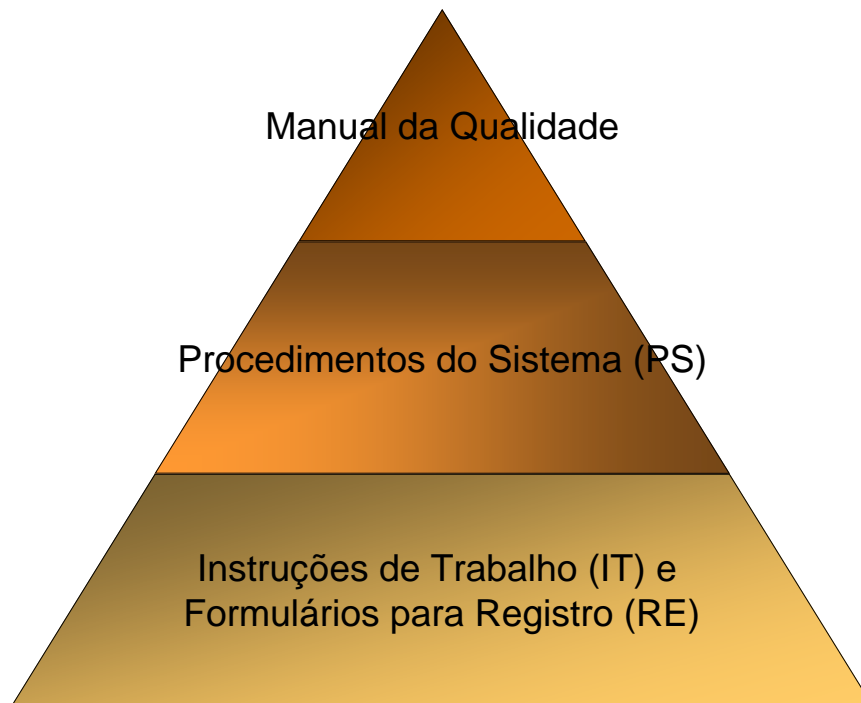 Manual da Qualidade
Procedimentos do Sistema (PS)
Instruções de Trabalho (IT) e
Formulários para Registro (RE)